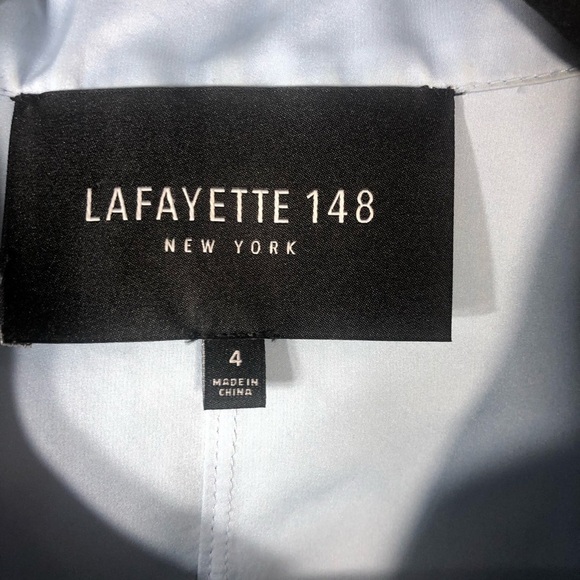 LAFAYETTE 148
NEW YORK
4
MADE IN
CHINA